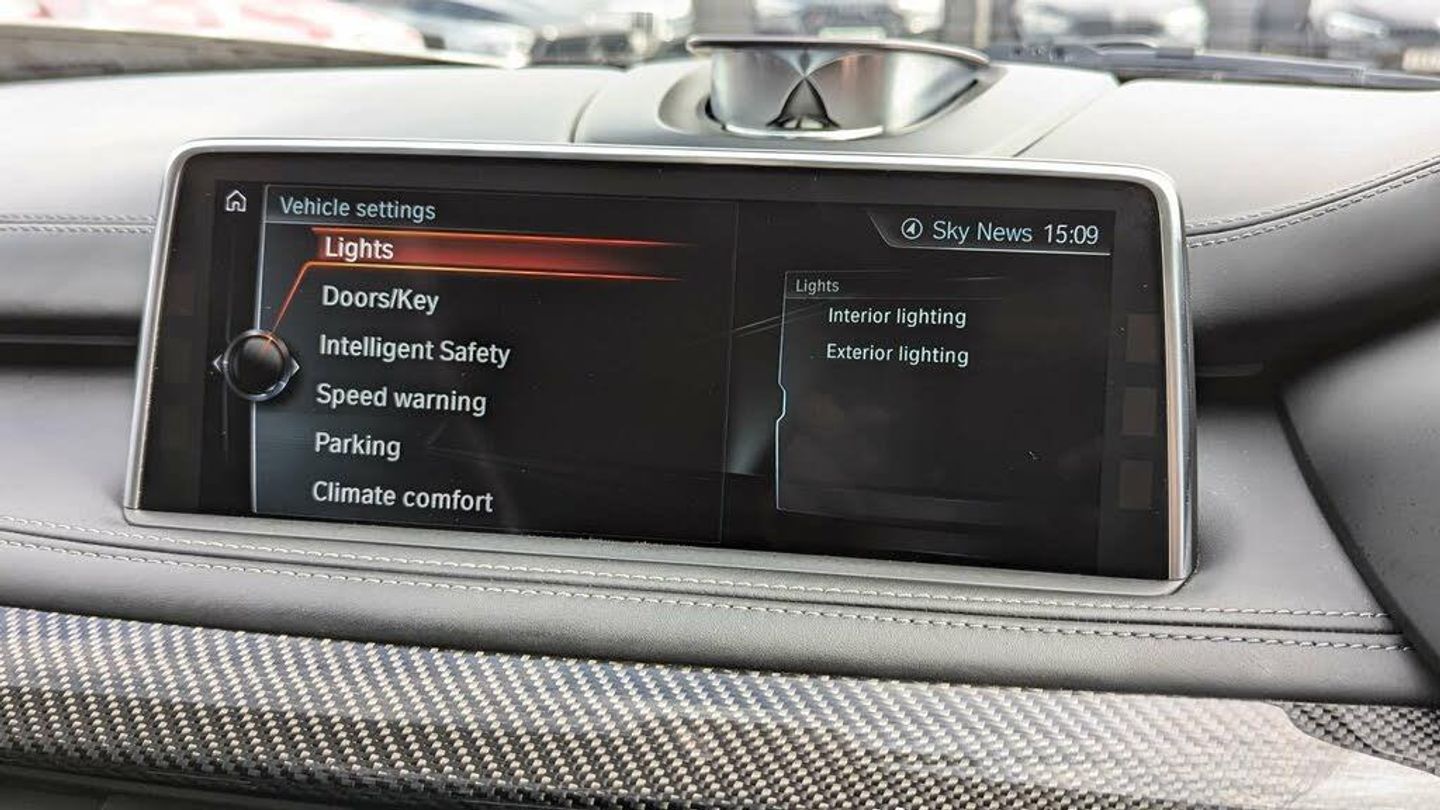 Vehicle settings
Sky News 15:09
Lights
Doors/Key
Intelligent Safety
Speed warning
Parking
Climate comfort
Lights
Interior lighting
Exterior lighting